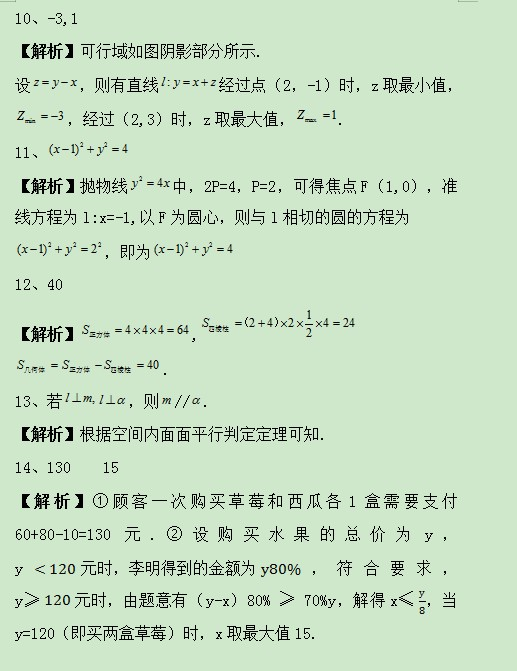 10、-3,1
【解析】可行域如图阴影部分所示.
设z=y-x，则有直线l:y=x+z经过点（2，-1）时，z取最小值，
Z_min=-3，经过（2,3）时，z取最大值，Z_max=1.
11、(x-1)²+y²=4
【解析】抛物线y²=4x中，2P=4，P=2，可得焦点F（1,0），准
线方程为l:x=-1,以F为圆心，则与l相切的圆的方程为
(x-1)²+y²=2²，即为(x-1)²+y²=4
12、40
【解析】S正方体=4×4×4=64，S四棱柱=(2+4)×2×1/2×4=24
S几何体=S正方体-S四棱柱=40.
13、若l⊥m, l⊥α，则m//α.
【解析】根据空间内面面平行判定定理可知.
14、130 15
【解析】①顾客一次购买草莓和西瓜各1盒需要支付
60+80-10=130 元.②设购买水果的总价为y，
y＜120元时，李明得到的金额为y80%，符合要求，
y≥120元时，由题意有（y-x）80%≥70%y，解得x≤y/8，当
y=120（即买两盒草莓）时，x取最大值15.